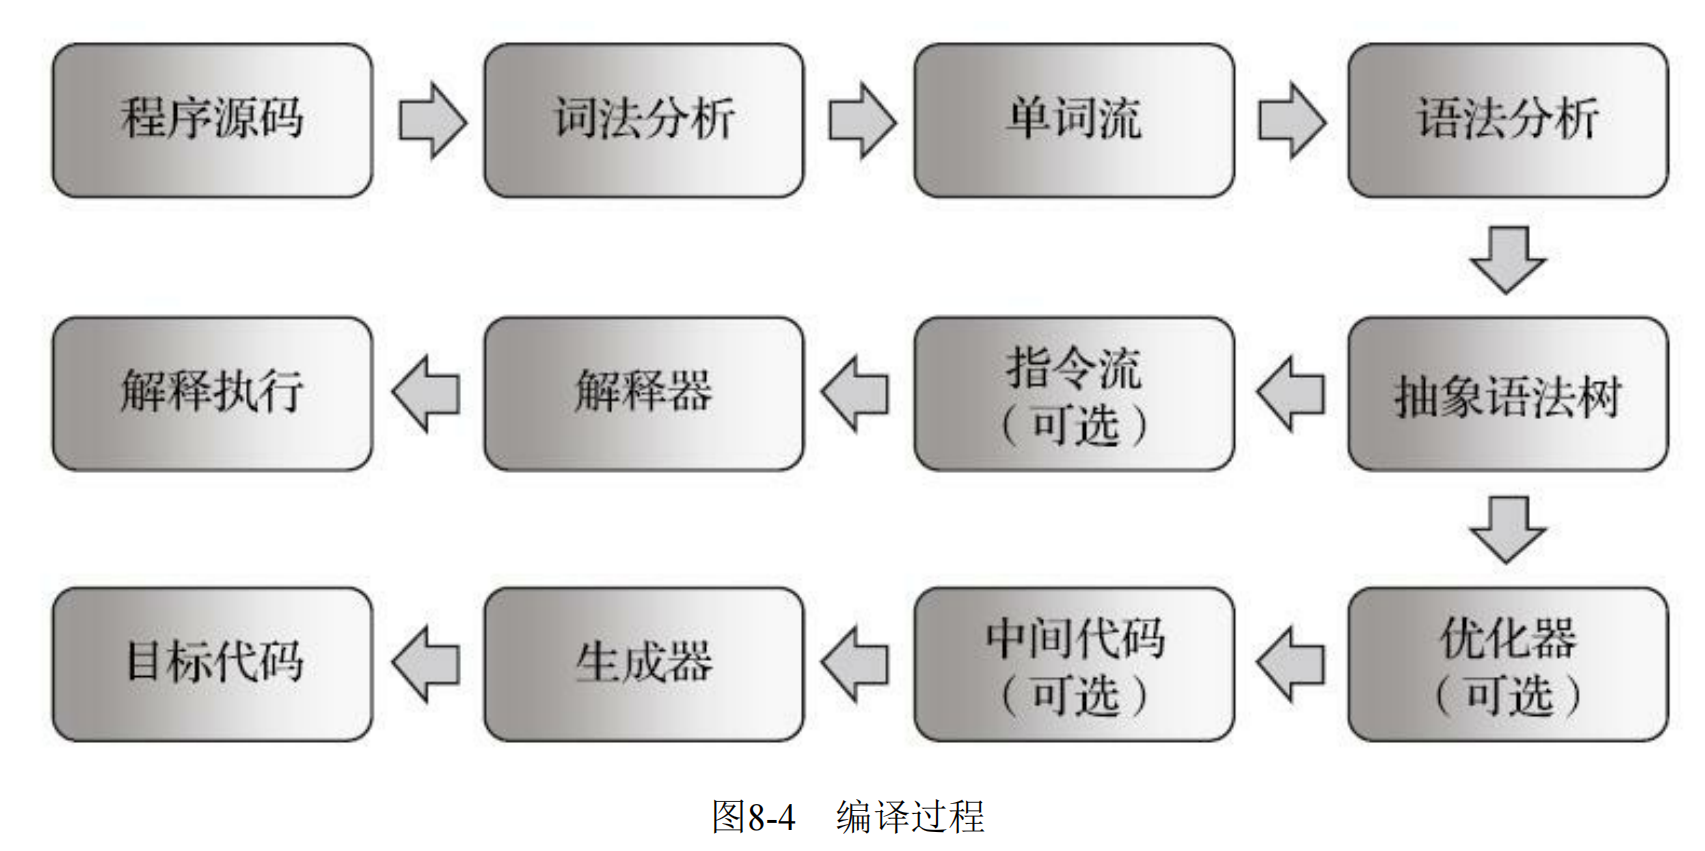 程序源码
词法分析
单词流
语法分析
解释执行
解释器
指令流
（可选）
抽象语法树
目标代码
生成器
中间代码
（可选）
优化器
（可选）
图8-4 编译过程